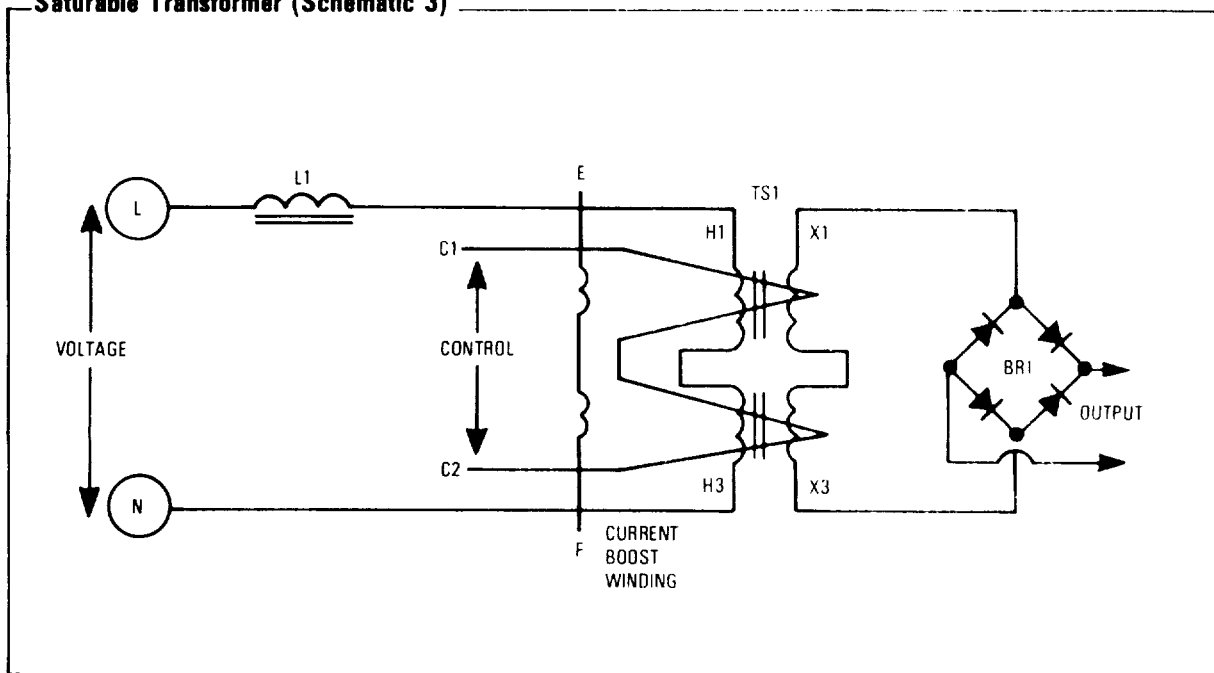 Saturable Transformer (Schematic 3)
L
L1
E
TS1
H1
X1
C1
VOLTAGE
CONTROL
BR1
OUTPUT
C2
H3
X3
N
F
CURRENT
BOOST
WINDING